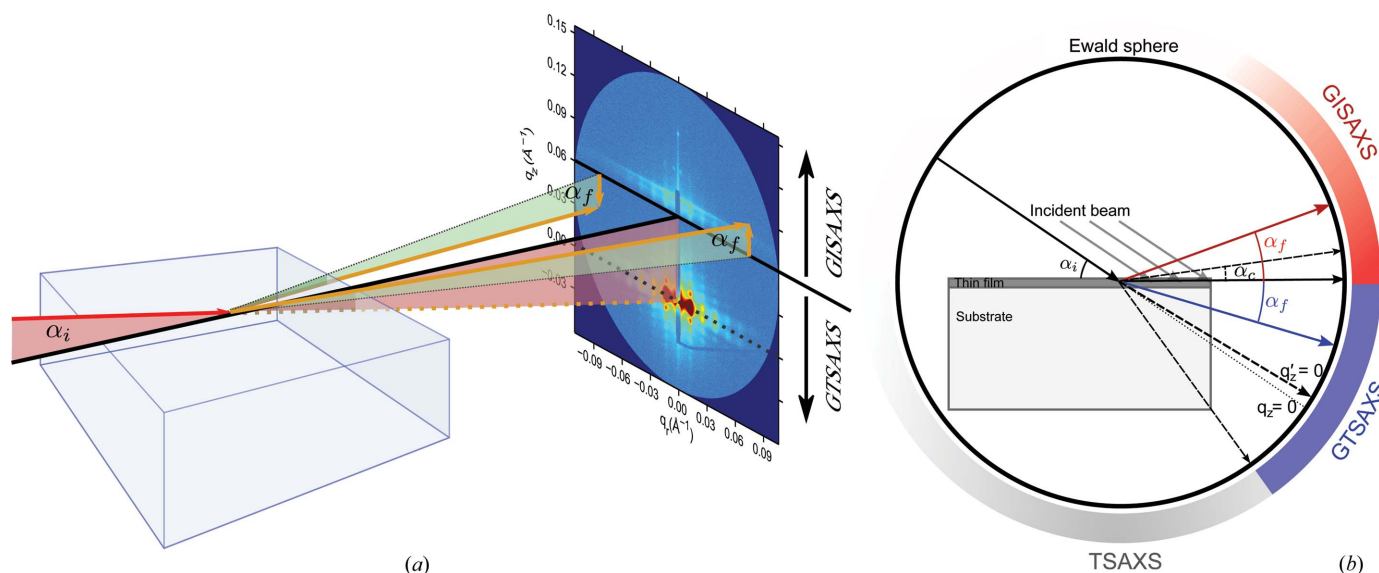 0.15
0.12
0.09
0.06
0.03
0.00
−0.03
q_z(A⁻¹)
−0.09
−0.06
−0.03
0.00
0.03
0.06
0.09
q_r(A⁻¹)
α_i
α_f
α_f
GISAXS
GTSAXS
(a)
Ewald sphere
GISAXS
Incident beam
α_i
α_f
α_c
Thin film
α_f
Substrate
q′_z = 0
q_z = 0
GTSAXS
TSAXS
(b)